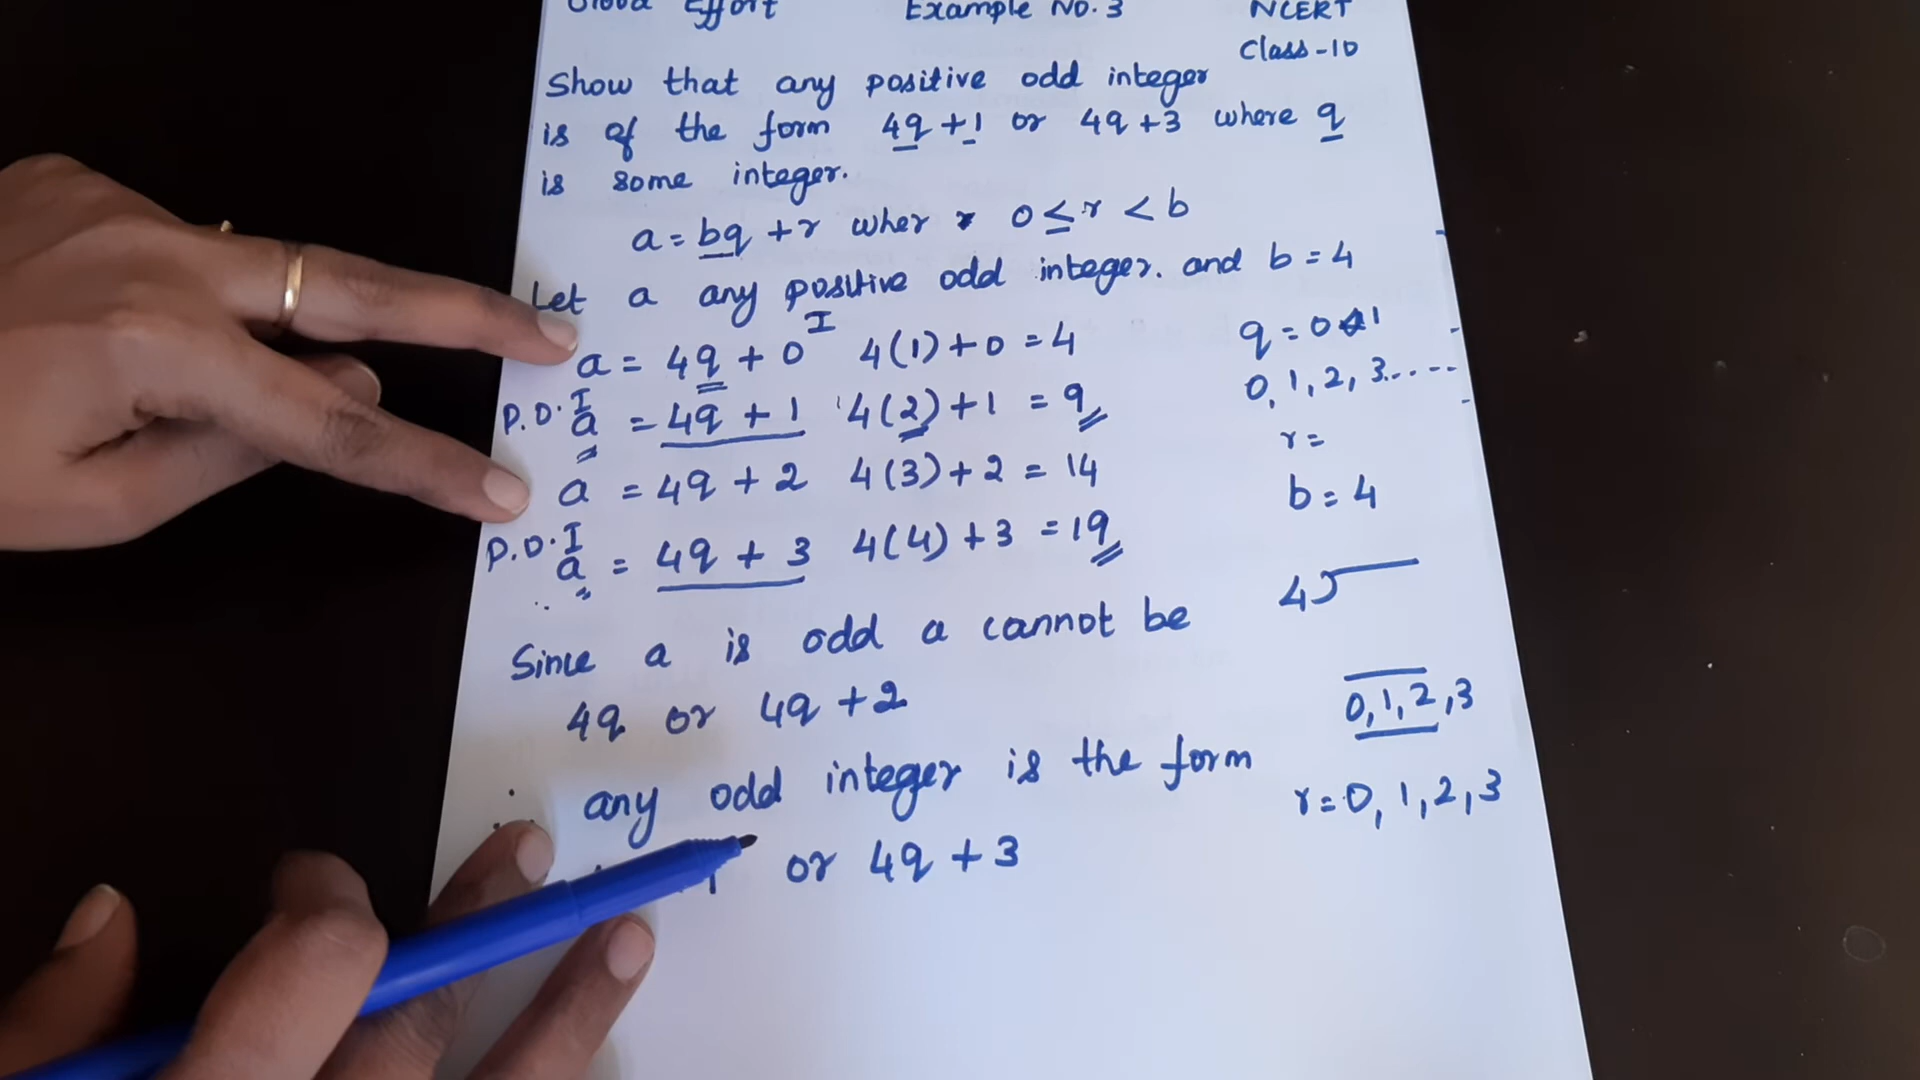 Effort Example No. 3 NCERT
Class-10
Show that any positive odd integer
is of the form 4q + 1 or 4q + 3 where q
is some integer.
a = bq + r wher r 0 ≤ r < b
Let a any positive odd integer. and b = 4
I
a = 4q + 0 4(1) + 0 = 4
P.O.I
a = 4q + 1 4(2) + 1 = 9
a = 4q + 2 4(3) + 2 = 14
P.O.I
a = 4q + 3 4(4) + 3 = 19
Since a is odd a cannot be
4q or 4q + 2
any odd integer is the form
or 4q + 3
q = 0 1
0, 1, 2, 3....
r =
b = 4
4)
0, 1, 2, 3
r = 0, 1, 2, 3